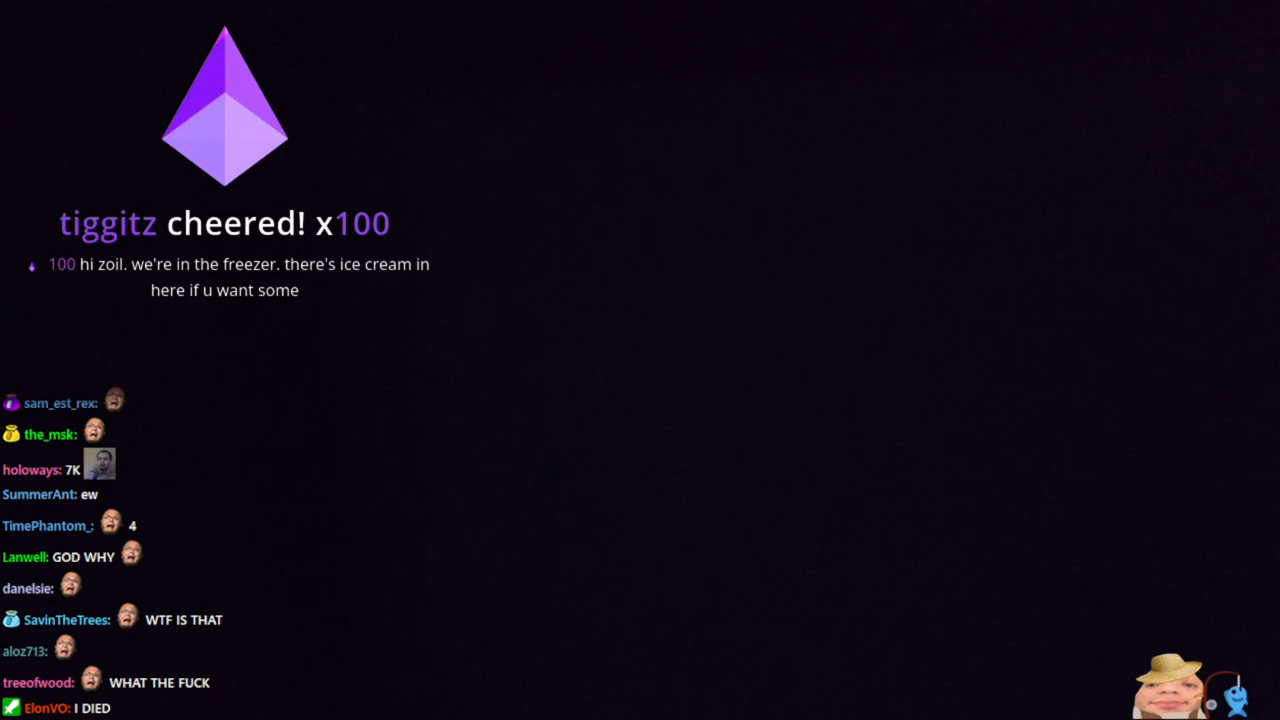 tiggitz cheered! x100
100 hi zoil. we're in the freezer. there's ice cream in
here if u want some
sam_est_rex:
the_msk:
holoways: 7K
SummerAnt: ew
TimePhantom_: 4
Lanwell: GOD WHY
danelsie:
SavinTheTrees: WTF IS THAT
aloz713:
treeofwood: WHAT THE FUCK
ElonVO: I DIED